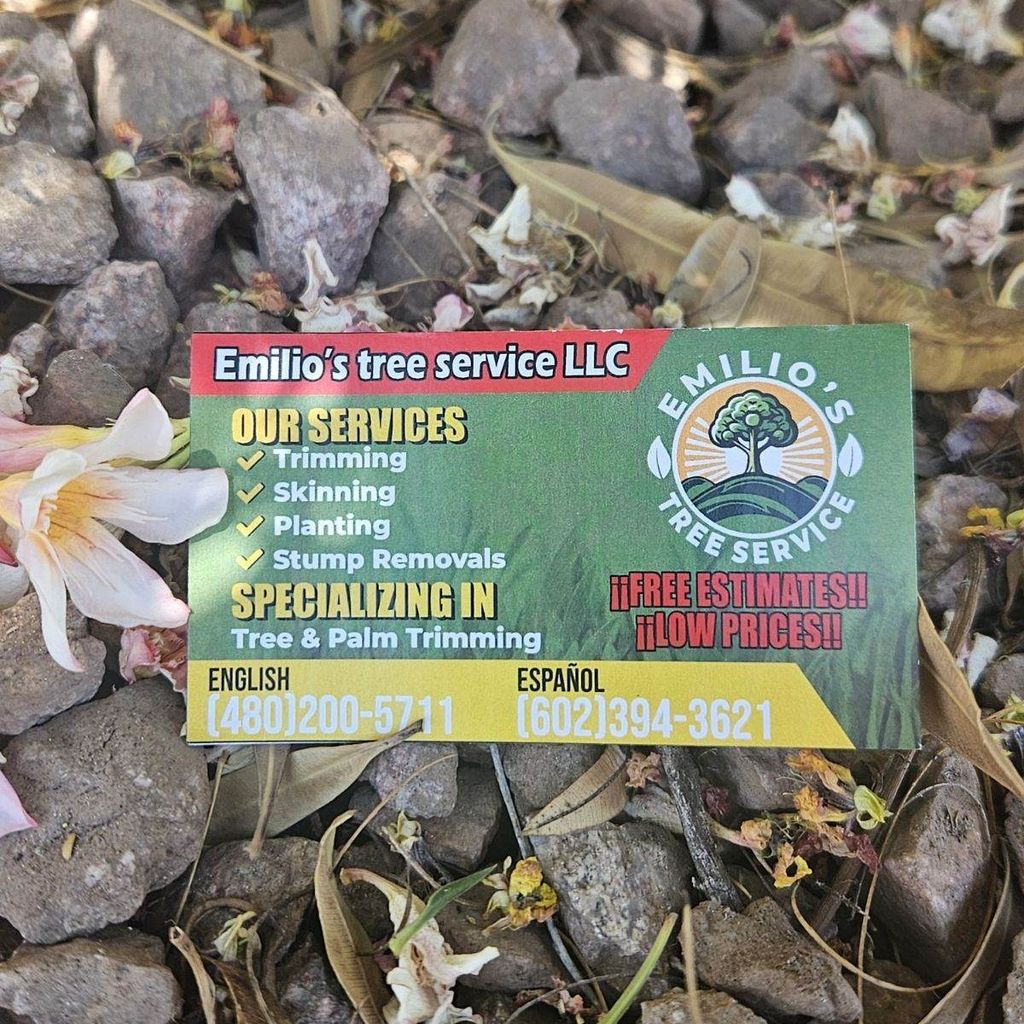 Emilio's tree service LLC
OUR SERVICES
Trimming
Skinning
Planting
Stump Removals
SPECIALIZING IN
Tree & Palm Trimming
EMILIO'S
TREE SERVICE
¡¡FREE ESTIMATES!!
¡¡LOW PRICES!!
ENGLISH
(480)200-5711
ESPAÑOL
(602)394-3621